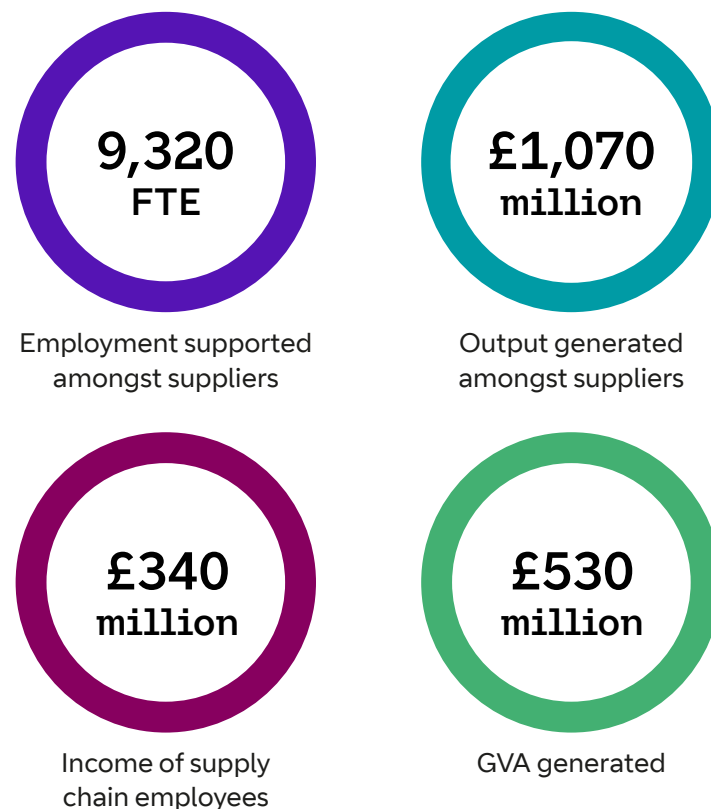 9,320
FTE
Employment supported
amongst suppliers
£1,070
million
Output generated
amongst suppliers
£340
million
Income of supply
chain employees
£530
million
GVA generated